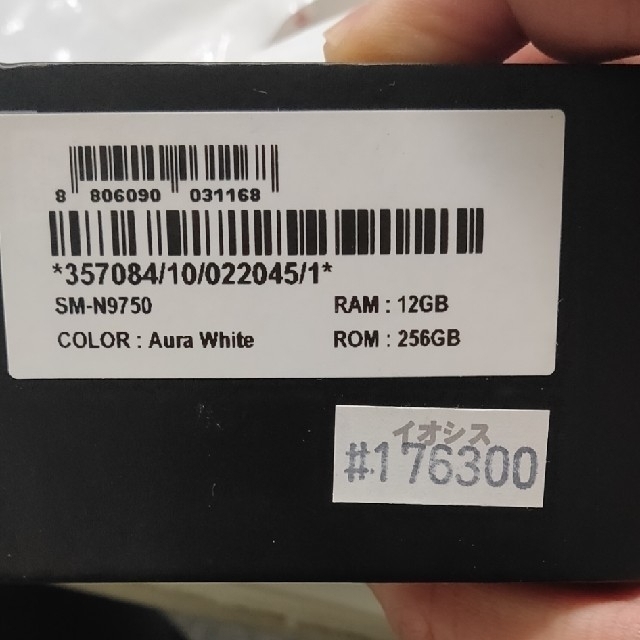 8 806090 031168
*357084/10/022045/1*
SM-N9750 RAM : 12GB
COLOR : Aura White ROM : 256GB
イオシス
#176300